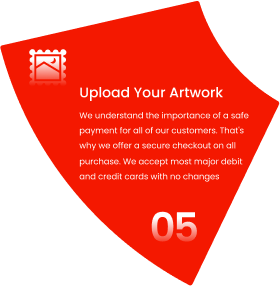 Upload Your Artwork
We understand the importance of a safe
payment for all of our customers. That's
why we offer a secure checkout on all
purchase. We accept most major debit
and credit cards with no changes
05